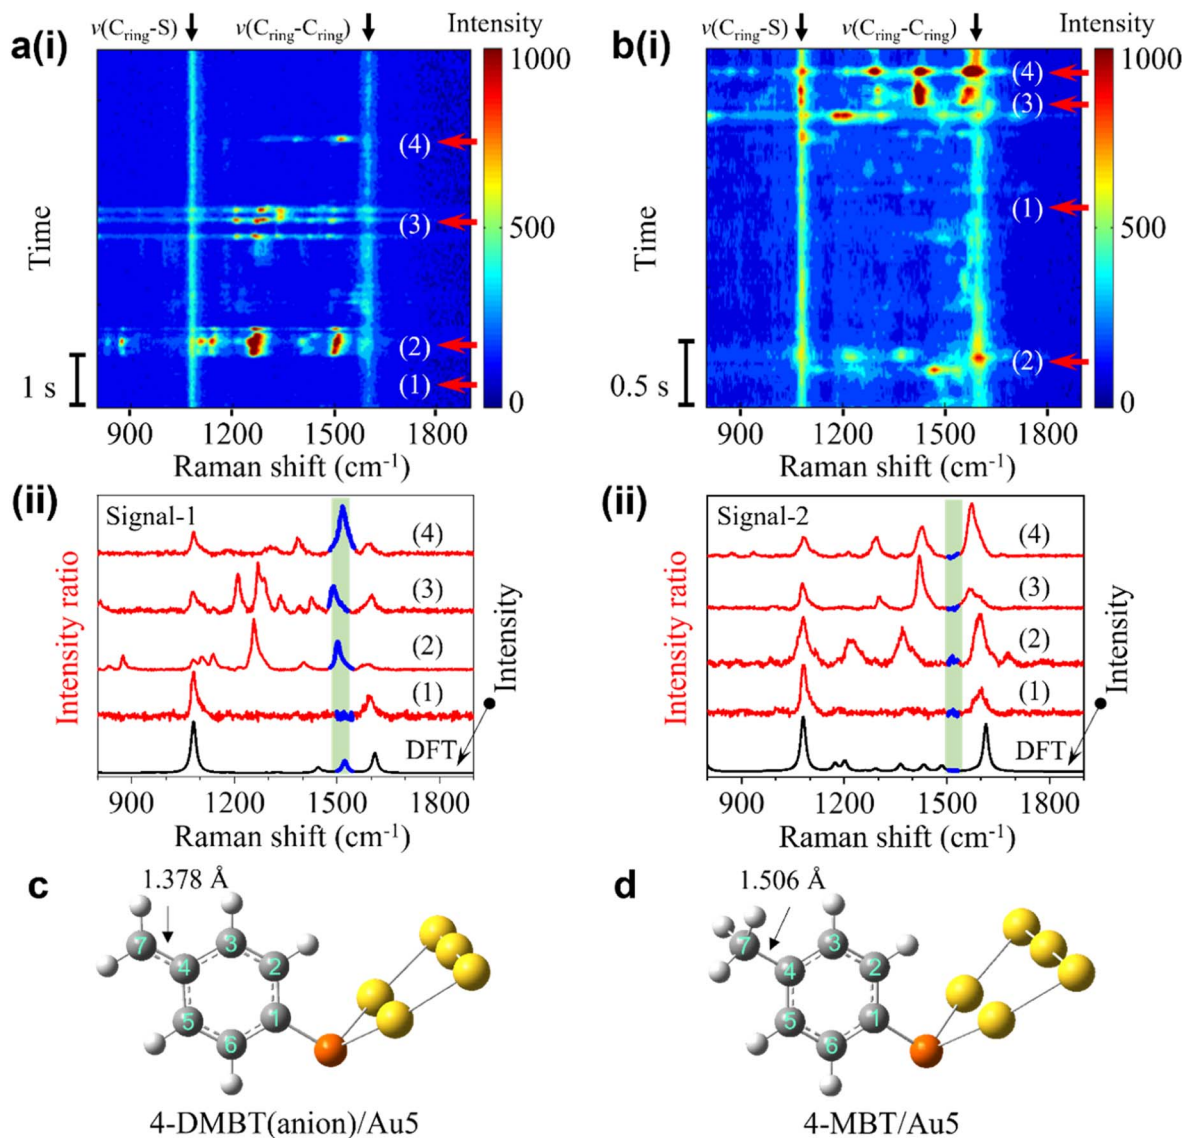 a(i)
ν(Cring-S) ν(Cring-Cring) Intensity
1000
500
0
(4)
(3)
(2)
(1)
Time
1 s
900 1200 1500 1800
Raman shift (cm-1)
b(i)
ν(Cring-S) ν(Cring-Cring) Intensity
1000
500
0
(4)
(3)
(1)
(2)
Time
0.5 s
900 1200 1500 1800
Raman shift (cm-1)
(ii)
Signal-1
(4)
(3)
(2)
(1)
DFT
Intensity ratio
Intensity
900 1200 1500 1800
Raman shift (cm-1)
(ii)
Signal-2
(4)
(3)
(2)
(1)
DFT
Intensity ratio
Intensity
900 1200 1500 1800
Raman shift (cm-1)
c
1.378 Å
7
4
3
2
5
6
1
4-DMBT(anion)/Au5
d
1.506 Å
7
4
3
2
5
6
1
4-MBT/Au5